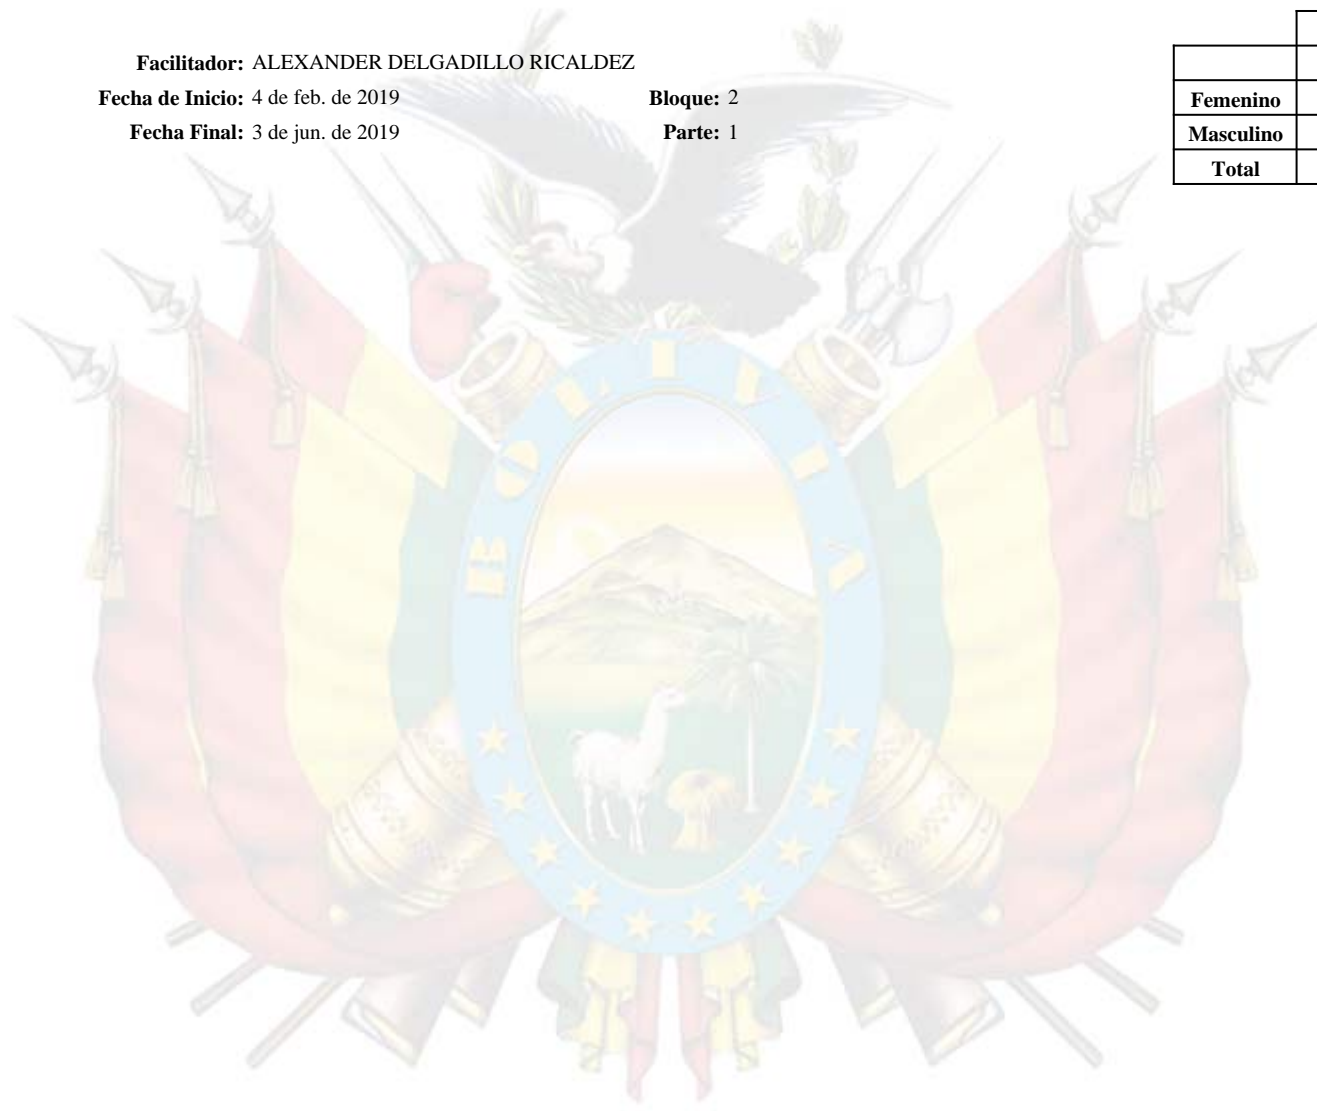 Facilitador: ALEXANDER DELGADILLO RICALDEZ
Fecha de Inicio: 4 de feb. de 2019 Bloque: 2
Fecha Final: 3 de jun. de 2019 Parte: 1
Femenino
Masculino
Total
BOLIVIA